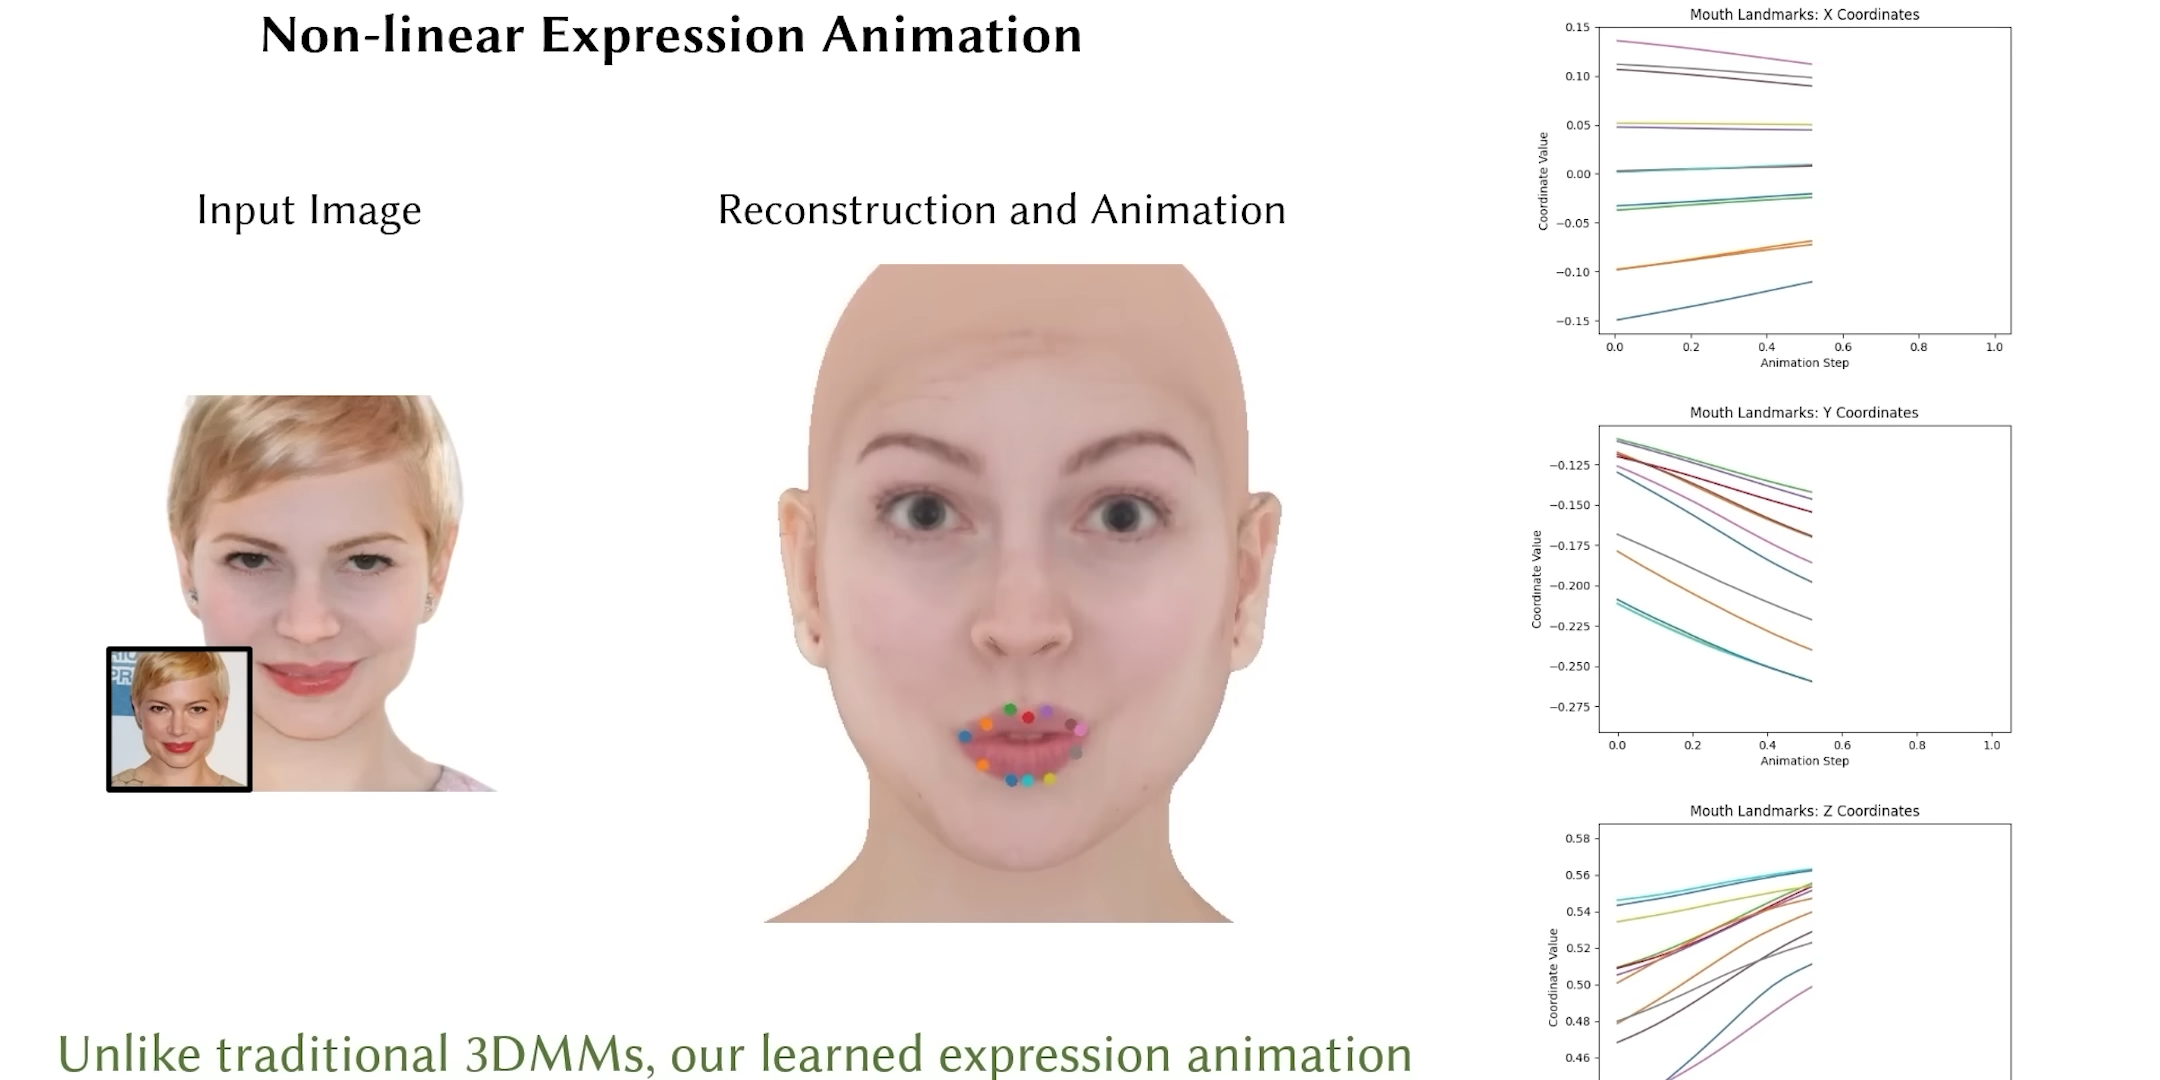 Non-linear Expression Animation
Input Image
Reconstruction and Animation
PR
Unlike traditional 3DMMs, our learned expression animation
Mouth Landmarks: X Coordinates
0.15
0.10
0.05
0.00
−0.05
−0.10
−0.15
Coordinate Value
0.0 0.2 0.4 0.6 0.8 1.0
Animation Step
Mouth Landmarks: Y Coordinates
−0.125
−0.150
−0.175
−0.200
−0.225
−0.250
−0.275
Coordinate Value
0.0 0.2 0.4 0.6 0.8 1.0
Animation Step
Mouth Landmarks: Z Coordinates
0.58
0.56
0.54
0.52
0.50
0.48
0.46
Coordinate Value